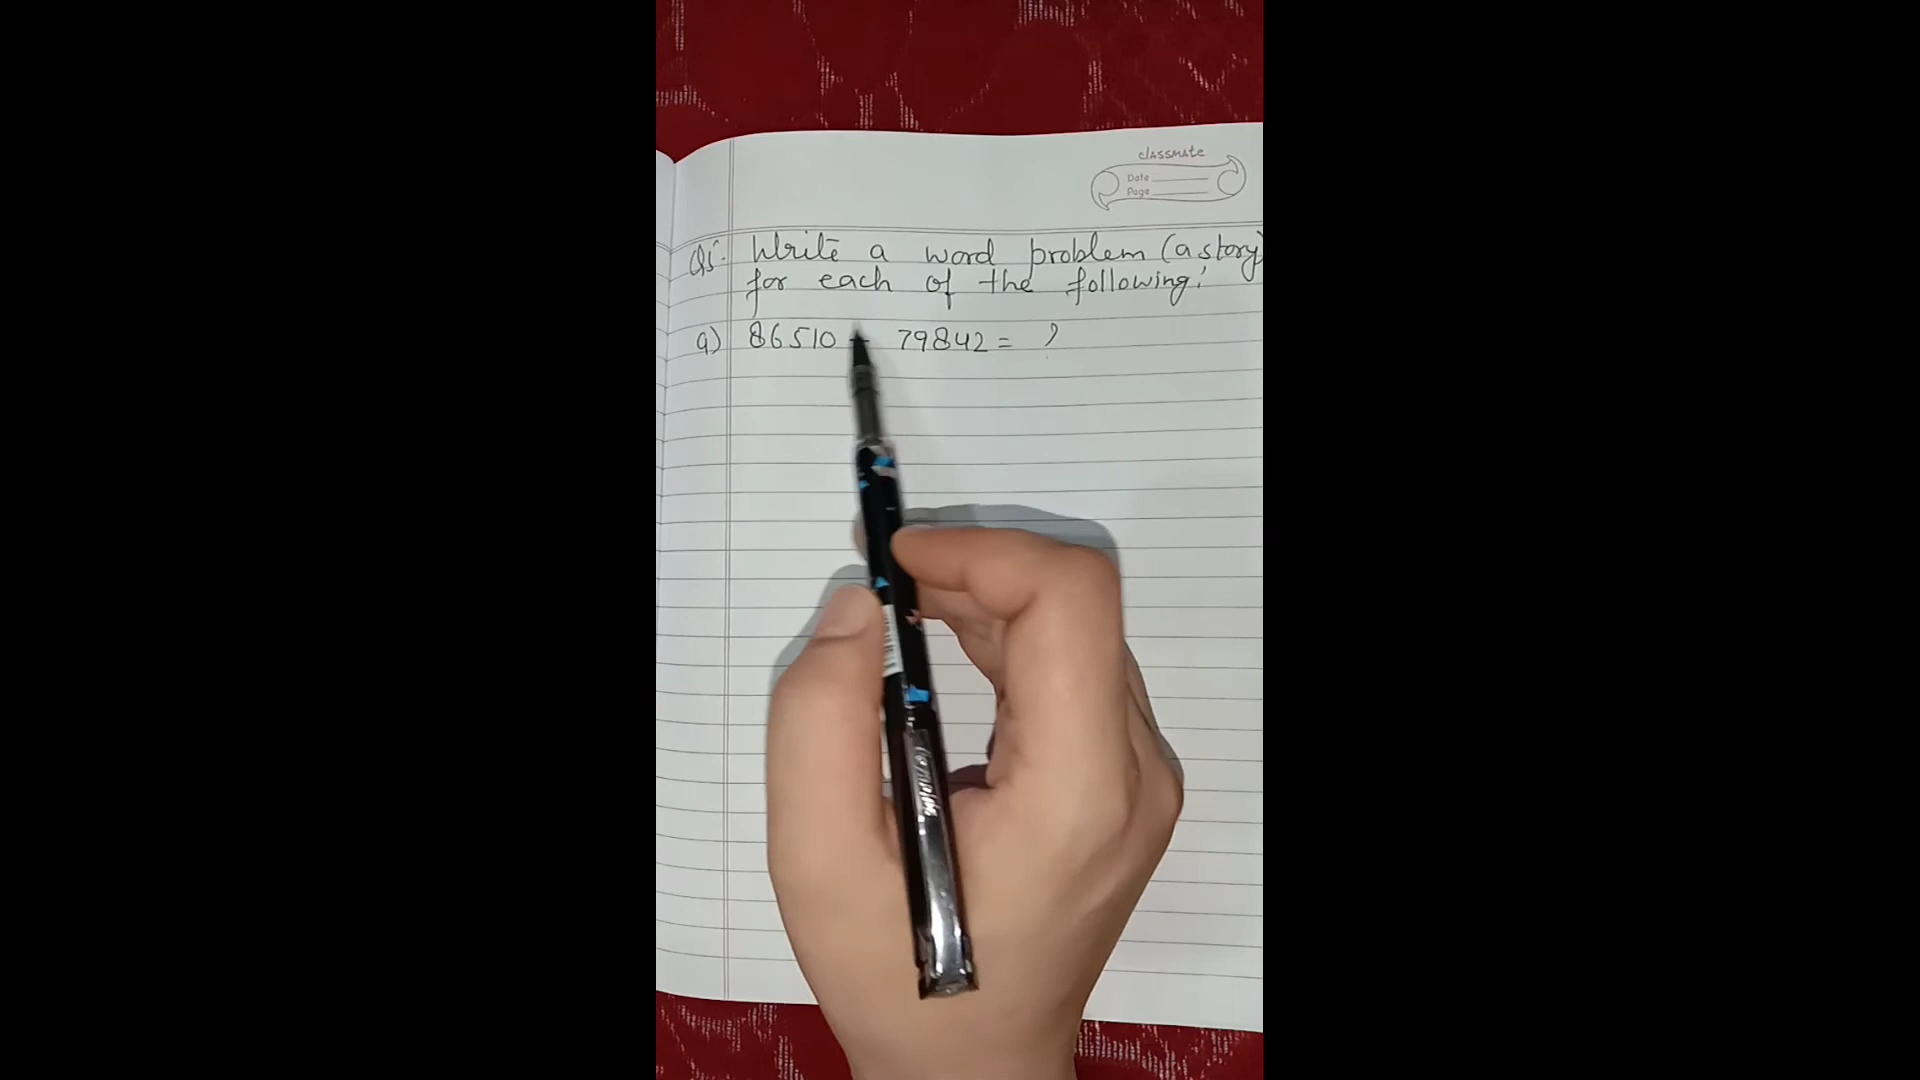 classmate
Date
Page
Q5. Write a word problem (a story)
for each of the following:
a) 86510 79842 = ?